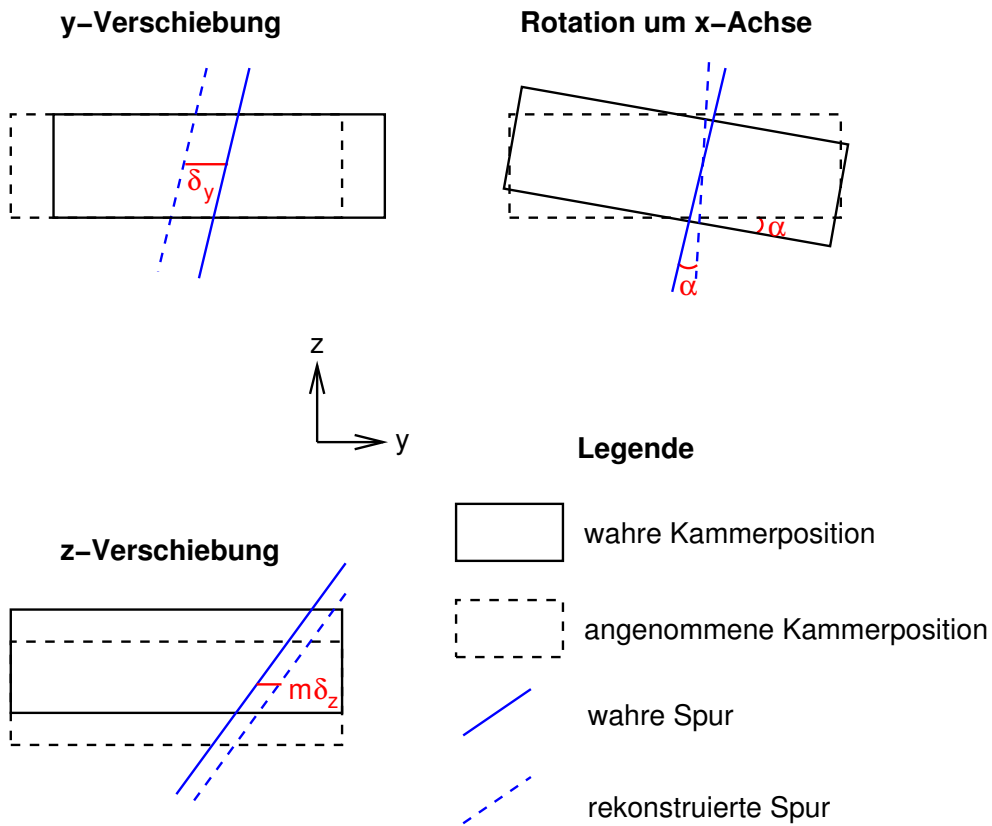 y−Verschiebung
Rotation um x−Achse
δy
α
α
z
y
Legende
wahre Kammerposition
z−Verschiebung
angenommene Kammerposition
mδz
wahre Spur
rekonstruierte Spur